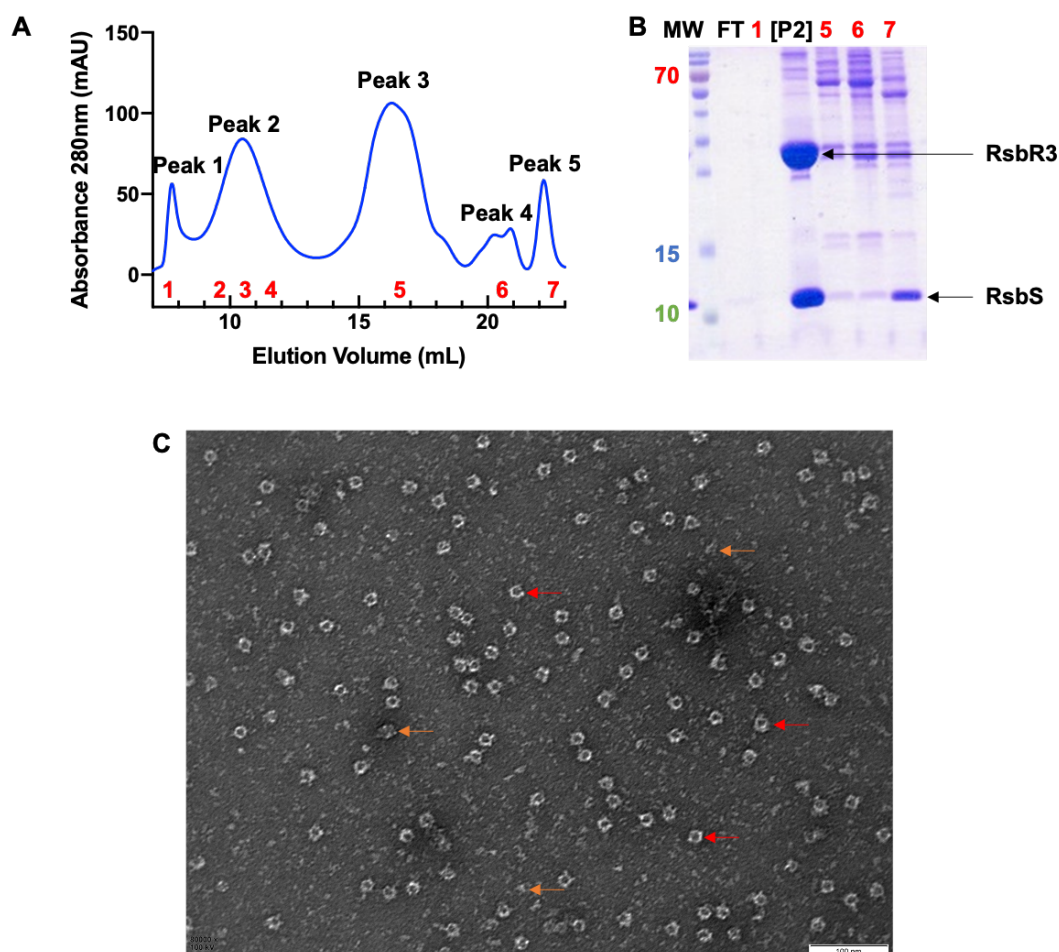 A
150
100
50
0
Absorbance 280nm (mAU)
Peak 1
Peak 2
Peak 3
Peak 4
Peak 5
1 2 3 4 5 6 7
10 15 20
Elution Volume (mL)
B MW FT 1 [P2] 5 6 7
70
15
10
RsbR3
RsbS
C
100 kV
100 nm